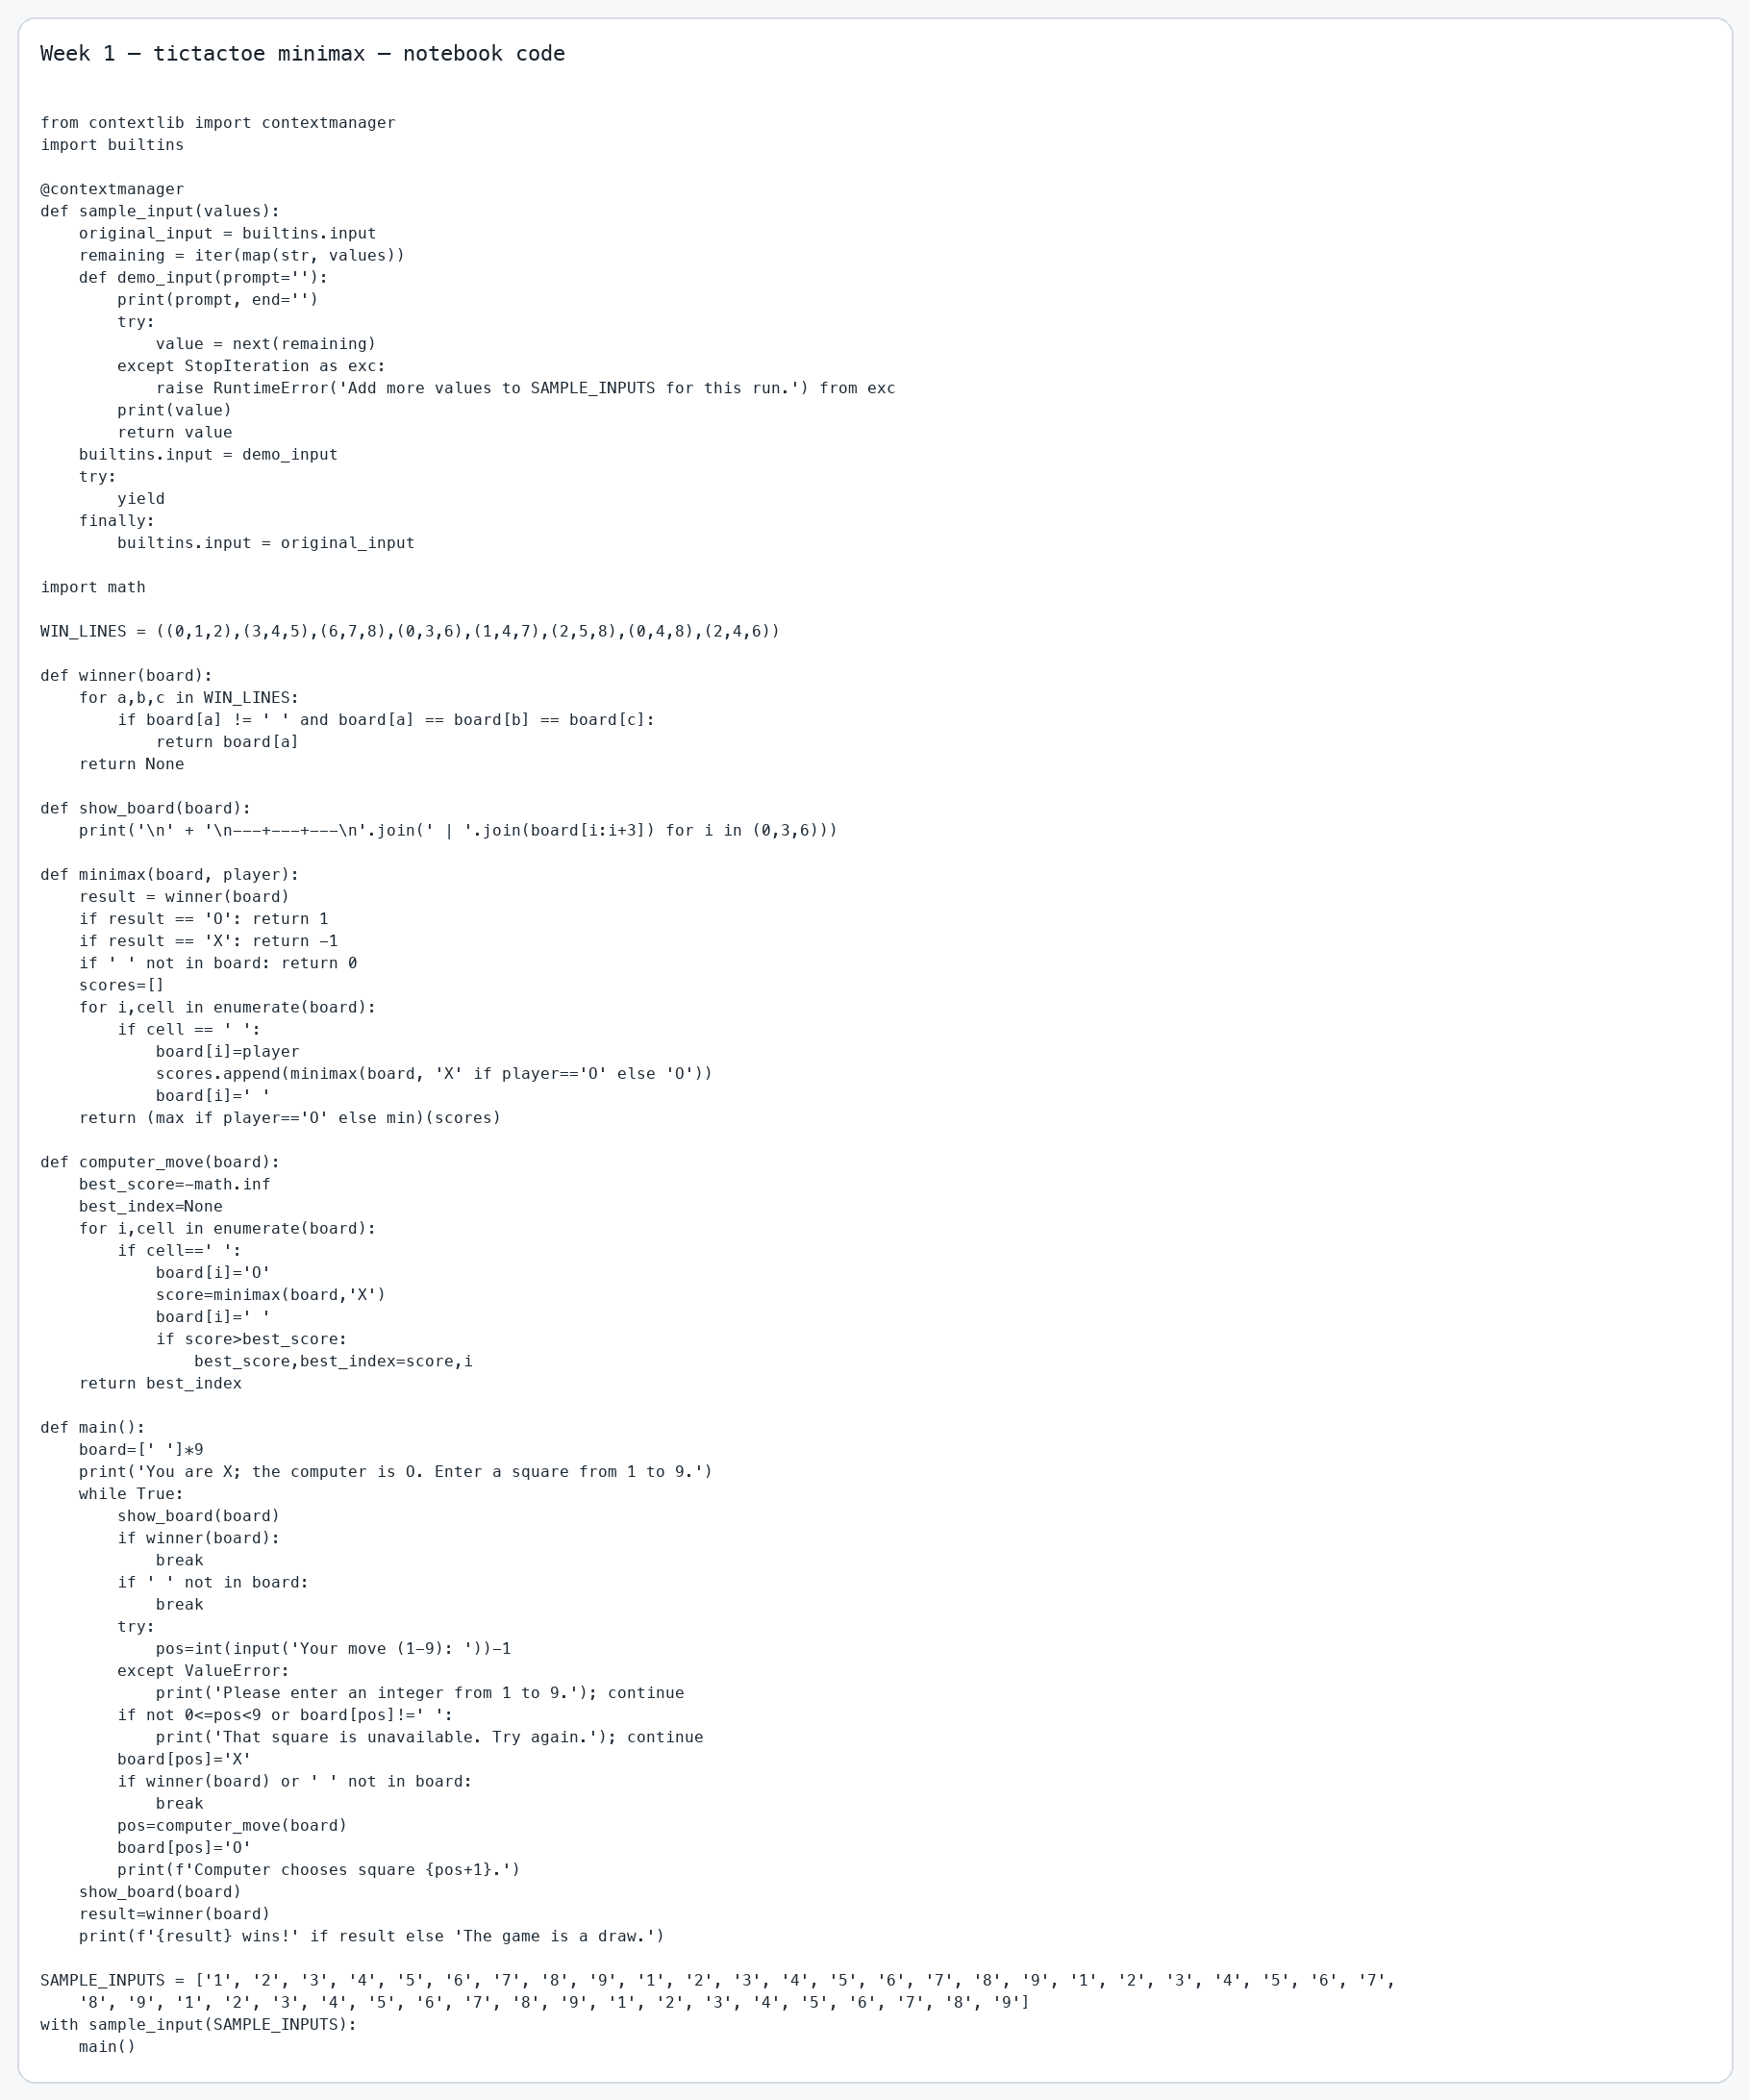 Week 1 — tictactoe minimax — notebook code
from contextlib import contextmanager
import builtins
@contextmanager
def sample_input(values):
    original_input = builtins.input
    remaining = iter(map(str, values))
    def demo_input(prompt=''):
        print(prompt, end='')
        try:
            value = next(remaining)
        except StopIteration as exc:
            raise RuntimeError('Add more values to SAMPLE_INPUTS for this run.') from exc
        print(value)
        return value
    builtins.input = demo_input
    try:
        yield
    finally:
        builtins.input = original_input
import math
WIN_LINES = ((0,1,2),(3,4,5),(6,7,8),(0,3,6),(1,4,7),(2,5,8),(0,4,8),(2,4,6))
def winner(board):
    for a,b,c in WIN_LINES:
        if board[a] != ' ' and board[a] == board[b] == board[c]:
            return board[a]
    return None
def show_board(board):
    print('\n' + '\n---+---+---\n'.join(' | '.join(board[i:i+3]) for i in (0,3,6)))
def minimax(board, player):
    result = winner(board)
    if result == 'O': return 1
    if result == 'X': return -1
    if ' ' not in board: return 0
    scores=[]
    for i,cell in enumerate(board):
        if cell == ' ':
            board[i]=player
            scores.append(minimax(board, 'X' if player=='O' else 'O'))
            board[i]=' '
    return (max if player=='O' else min)(scores)
def computer_move(board):
    best_score=-math.inf
    best_index=None
    for i,cell in enumerate(board):
        if cell==' ':
            board[i]='O'
            score=minimax(board,'X')
            board[i]=' '
            if score>best_score:
                best_score,best_index=score,i
    return best_index
def main():
    board=[' ']*9
    print('You are X; the computer is O. Enter a square from 1 to 9.')
    while True:
        show_board(board)
        if winner(board):
            break
        if ' ' not in board:
            break
        try:
            pos=int(input('Your move (1-9): '))-1
        except ValueError:
            print('Please enter an integer from 1 to 9.'); continue
        if not 0<=pos<9 or board[pos]!=' ':
            print('That square is unavailable. Try again.'); continue
        board[pos]='X'
        if winner(board) or ' ' not in board:
            break
        pos=computer_move(board)
        board[pos]='O'
        print(f'Computer chooses square {pos+1}.')
    show_board(board)
    result=winner(board)
    print(f'{result} wins!' if result else 'The game is a draw.')
SAMPLE_INPUTS = ['1', '2', '3', '4', '5', '6', '7', '8', '9', '1', '2', '3', '4', '5', '6', '7', '8', '9', '1', '2', '3', '4', '5', '6', '7',
    '8', '9', '1', '2', '3', '4', '5', '6', '7', '8', '9', '1', '2', '3', '4', '5', '6', '7', '8', '9']
with sample_input(SAMPLE_INPUTS):
    main()